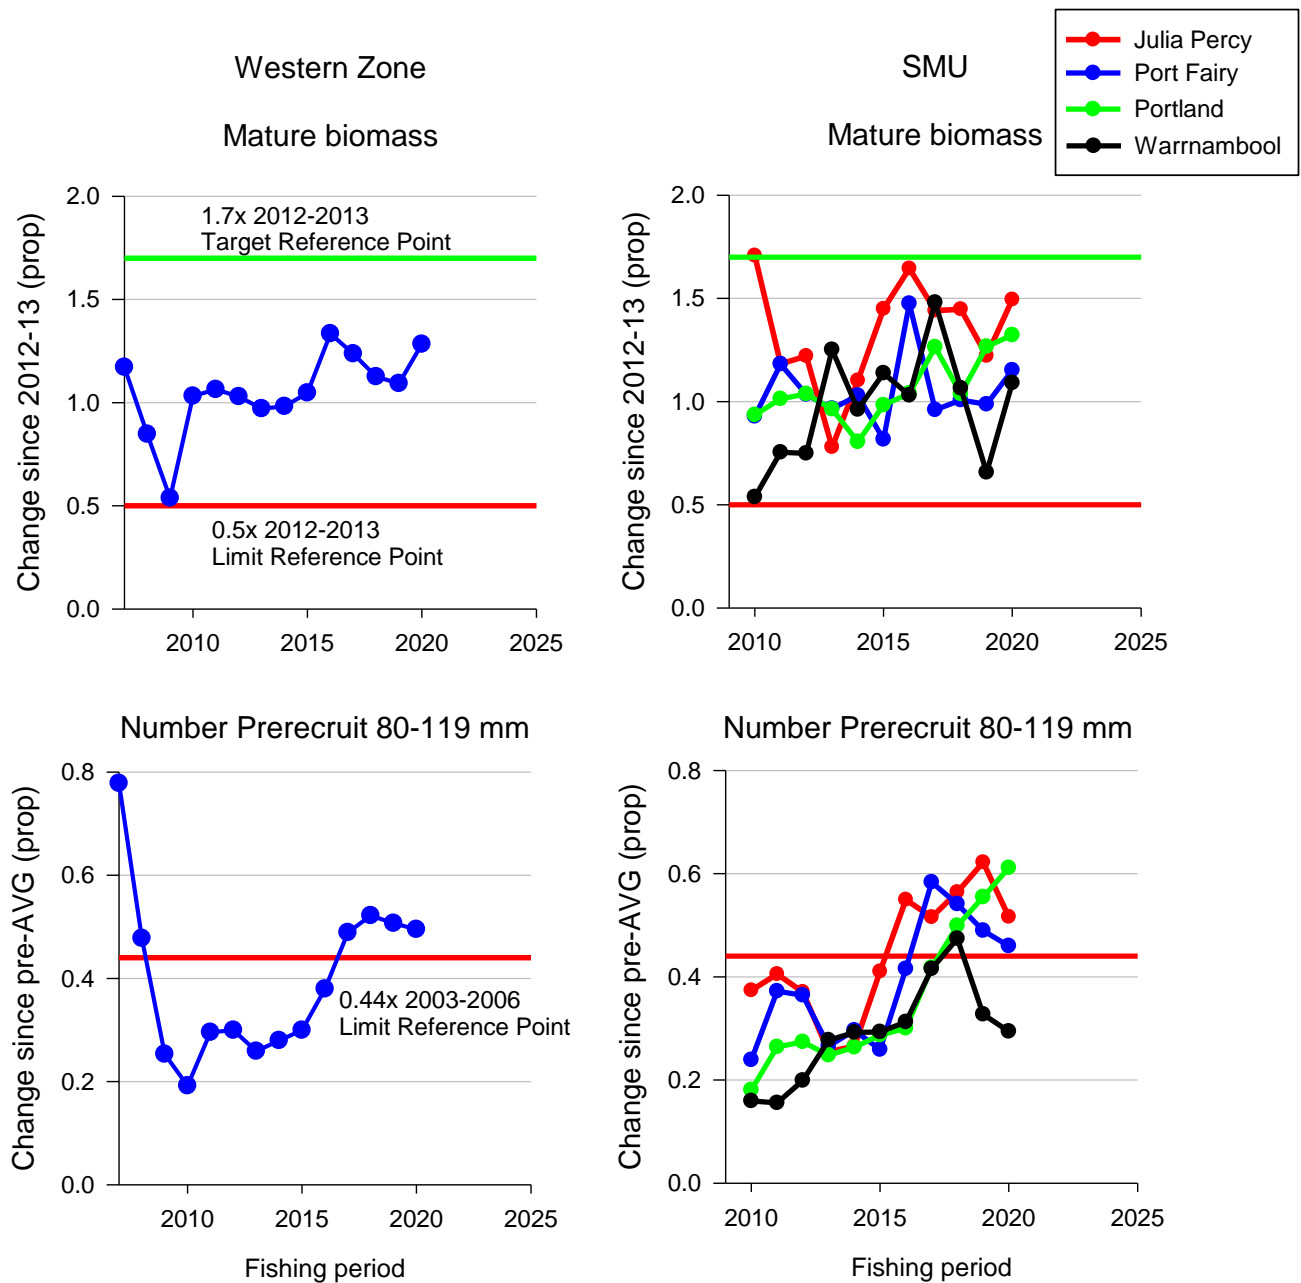 Western Zone
Mature biomass
Change since 2012-13 (prop)
2.0
1.5
1.0
0.5
0.0
1.7x 2012-2013
Target Reference Point
0.5x 2012-2013
Limit Reference Point
2010
2015
2020
2025
SMU
Mature biomass
Julia Percy
Port Fairy
Portland
Warrnambool
Change since 2012-13 (prop)
2.0
1.5
1.0
0.5
0.0
2010
2015
2020
2025
Number Prerecruit 80-119 mm
Change since pre-AVG (prop)
0.8
0.6
0.4
0.2
0.0
0.44x 2003-2006
Limit Reference Point
2010
2015
2020
2025
Fishing period
Number Prerecruit 80-119 mm
Change since pre-AVG (prop)
0.8
0.6
0.4
0.2
0.0
2010
2015
2020
2025
Fishing period